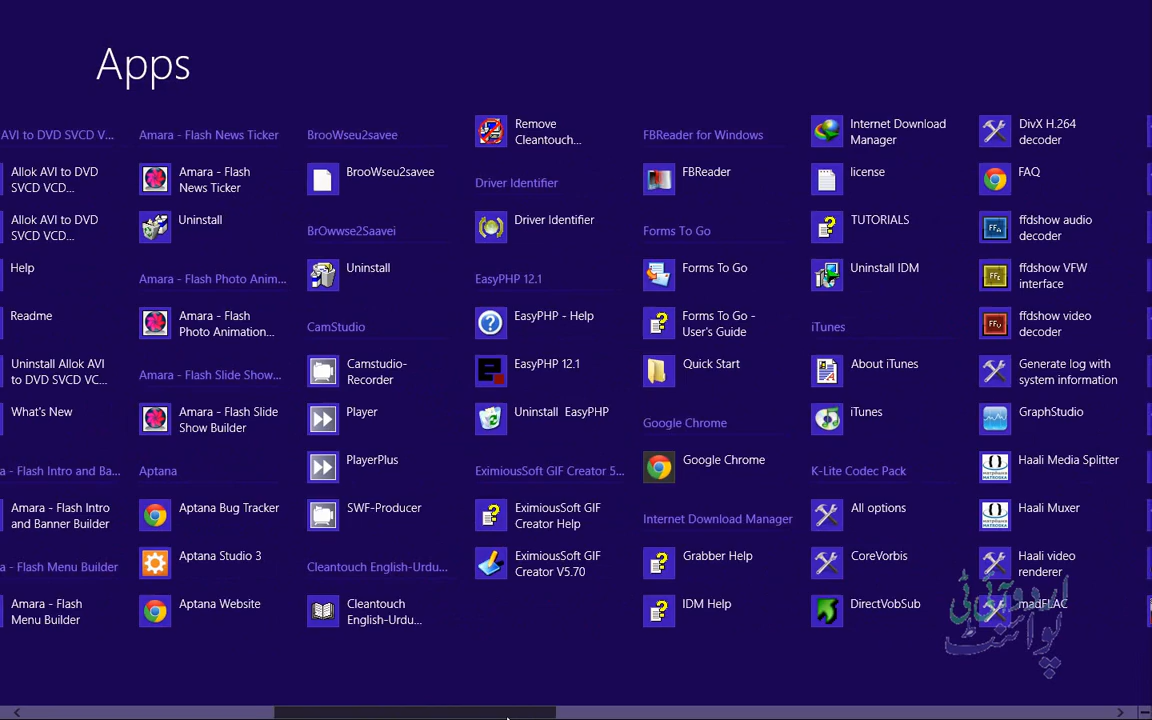 Apps
AVI to DVD SVCD V...
Allok AVI to DVD
SVCD VCD...
Allok AVI to DVD
SVCD VCD...
Help
Readme
Uninstall Allok AVI
to DVD SVCD VC...
What's New
a - Flash Intro and Ba...
Amara - Flash Intro
and Banner Builder
a - Flash Menu Builder
Amara - Flash
Menu Builder
Amara - Flash News Ticker
Amara - Flash
News Ticker
Uninstall
Amara - Flash Photo Anim...
Amara - Flash
Photo Animation...
Amara - Flash Slide Show...
Amara - Flash Slide
Show Builder
Aptana
Aptana Bug Tracker
Aptana Studio 3
Aptana Website
BrooWseu2savee
BrooWseu2savee
BrOwwse2Saavei
Uninstall
CamStudio
Camstudio-
Recorder
Player
PlayerPlus
SWF-Producer
Cleantouch English-Urdu...
Cleantouch
English-Urdu...
Remove
Cleantouch...
Driver Identifier
Driver Identifier
EasyPHP 12.1
EasyPHP - Help
EasyPHP 12.1
Uninstall EasyPHP
EximiousSoft GIF Creator 5...
EximiousSoft GIF
Creator Help
EximiousSoft GIF
Creator V5.70
FBReader for Windows
FBReader
Forms To Go
Forms To Go
Forms To Go -
User's Guide
Quick Start
Google Chrome
Google Chrome
Internet Download Manager
Grabber Help
IDM Help
Internet Download
Manager
license
TUTORIALS
Uninstall IDM
iTunes
About iTunes
iTunes
K-Lite Codec Pack
All options
CoreVorbis
DirectVobSub
DivX H.264
decoder
FAQ
ffdshow audio
decoder
ffdshow VFW
interface
ffdshow video
decoder
Generate log with
system information
GraphStudio
Haali Media Splitter
Haali Muxer
Haali video
renderer
madFLAC
اردو آئی ٹی